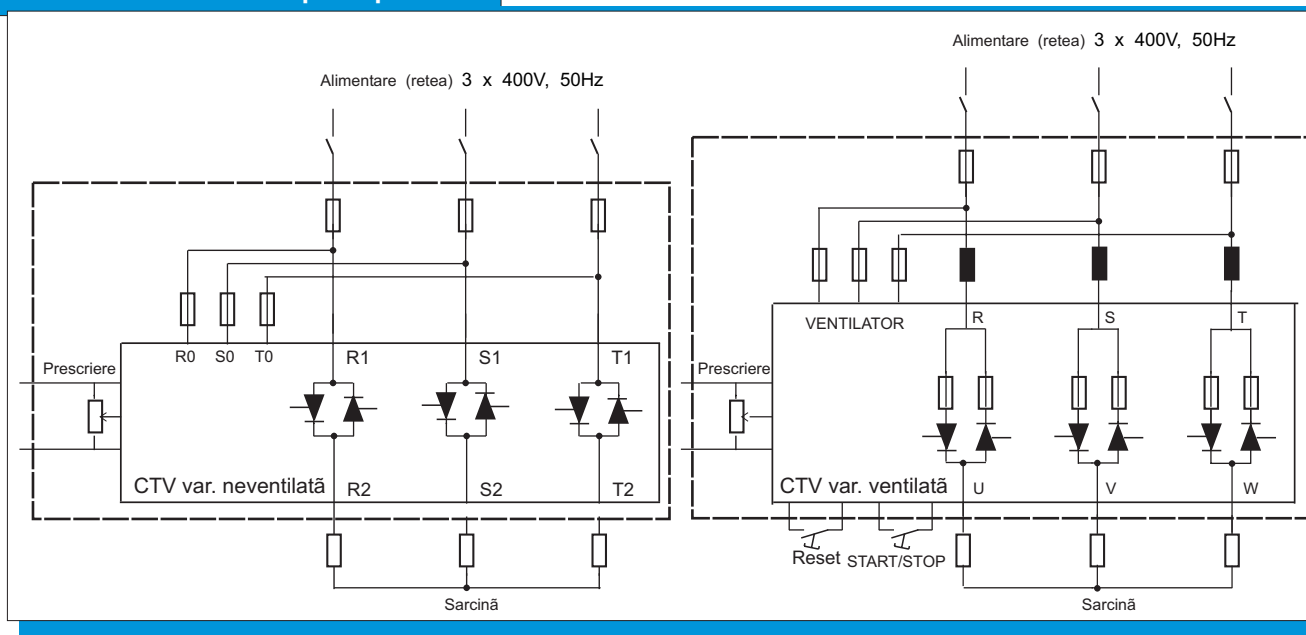 Alimentare (retea) 3 x 400V, 50Hz
R0 S0 T0 R1 S1 T1
Prescriere
CTV var. neventilatã R2 S2 T2
Sarcinã
Alimentare (retea) 3 x 400V, 50Hz
VENTILATOR R S T
Prescriere
CTV var. ventilatã U V W
Reset START/STOP
Sarcinã